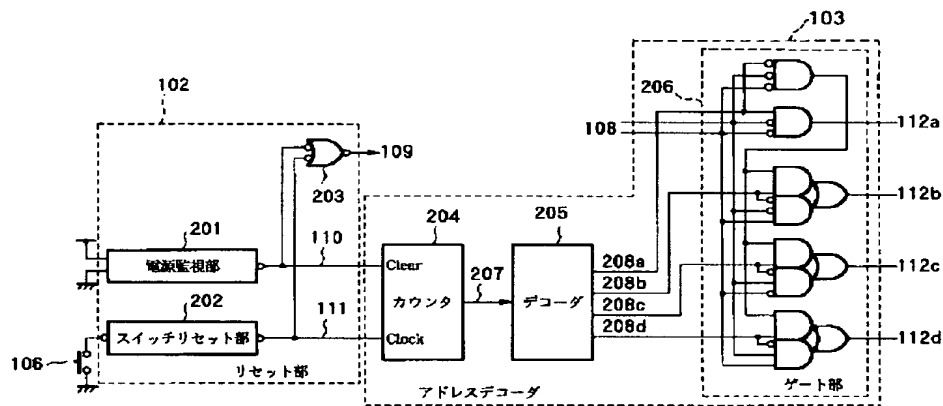 103
102
206
108
112a
109
203
112b
204
205
201
110
電源監視部
Clear
208a
207
112c
カウンタ
デコーダ
208b
202
111
208c
スイッチリセット部
208d
Clock
112d
106
リセット部
アドレスデコーダ
ゲート部